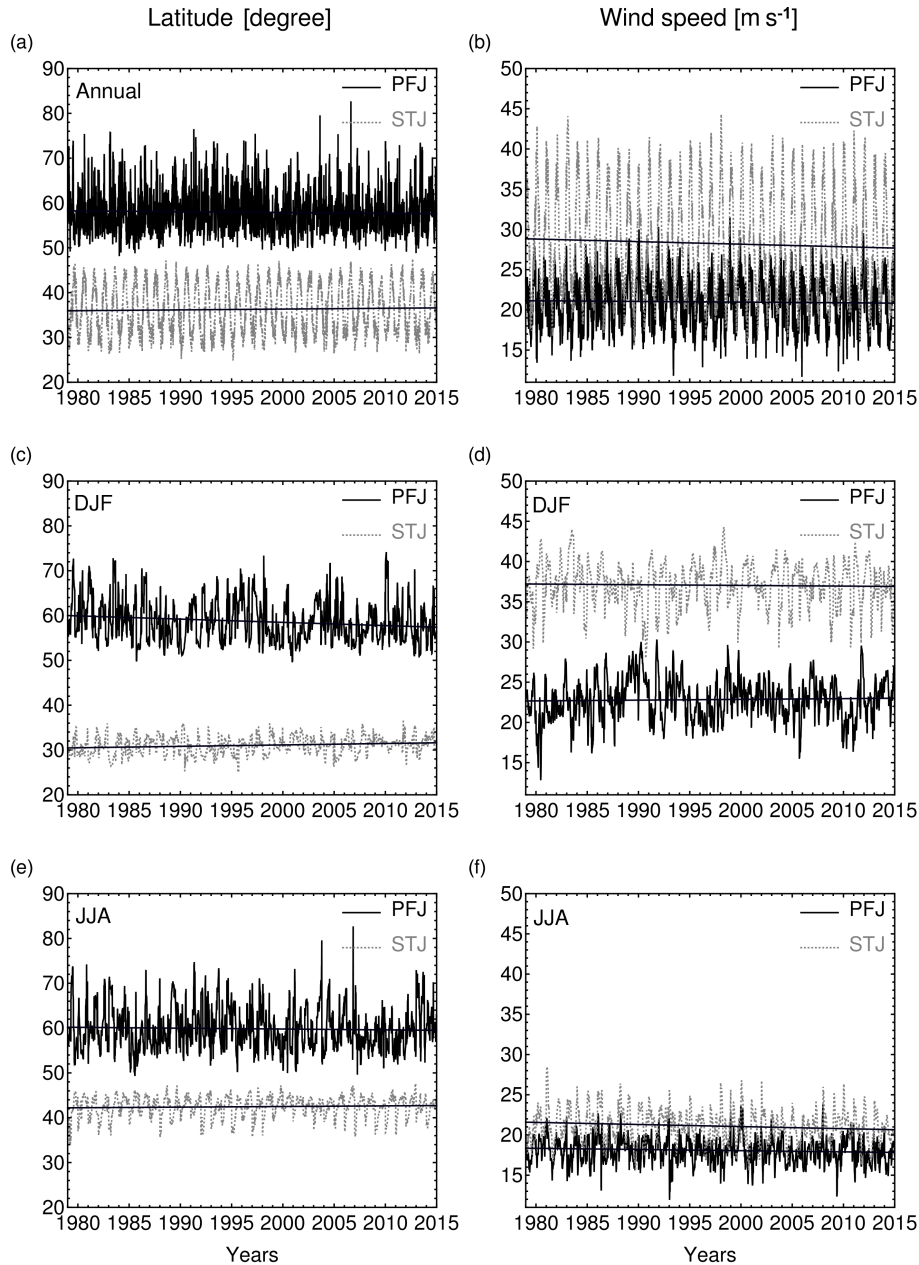 Latitude [degree] Wind speed [m s-1]
(a) (b)
90 50
Annual PFJ PFJ
80 45
STJ STJ
70 40
60 35
50 30
40 25
30 20
20 15
1980 1985 1990 1995 2000 2005 2010 2015 1980 1985 1990 1995 2000 2005 2010 2015
(c) (d)
90 50
DJF PFJ DJF PFJ
80 45
STJ STJ
70 40
60 35
50 30
40 25
30 20
20 15
1980 1985 1990 1995 2000 2005 2010 2015 1980 1985 1990 1995 2000 2005 2010 2015
(e) (f)
90 50
JJA PFJ JJA PFJ
80 45
STJ STJ
70 40
60 35
50 30
40 25
30 20
20 15
1980 1985 1990 1995 2000 2005 2010 2015 1980 1985 1990 1995 2000 2005 2010 2015
Years Years